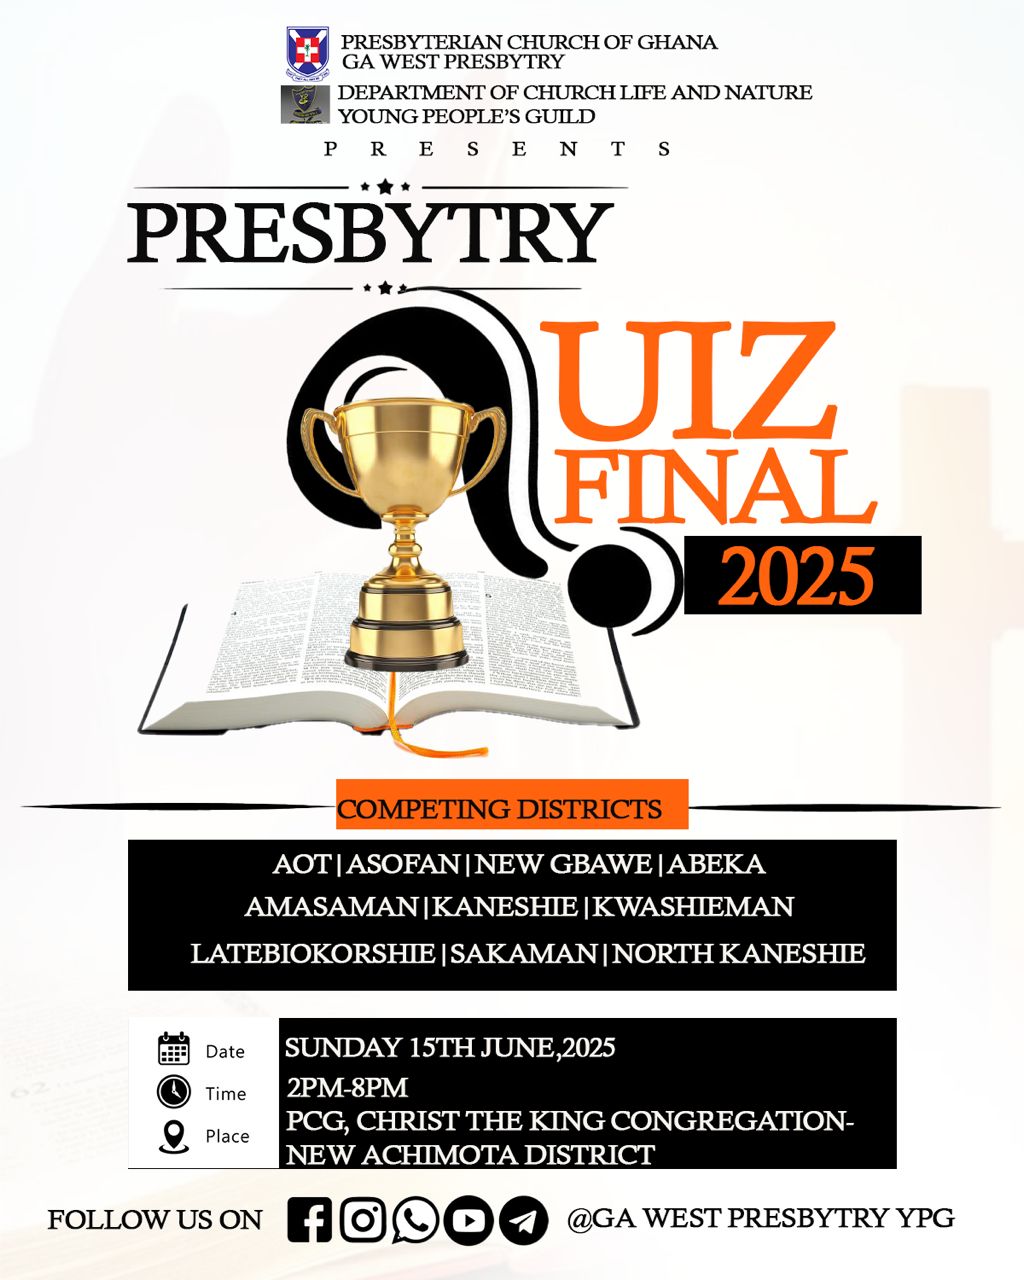 PRESBYTERIAN CHURCH OF GHANA
GA WEST PRESBYTRY
DEPARTMENT OF CHURCH LIFE AND NATURE
YOUNG PEOPLE'S GUILD
PRESENTS
PRESBYTRY
QUIZ
FINAL
2025
COMPETING DISTRICTS
AOT|ASOFAN|NEW GBAWE|ABEKA
AMASAMAN|KANESHIE|KWASHIEMAN
LATEBIOKORSHIE|SAKAMAN|NORTH KANESHIE
Date SUNDAY 15TH JUNE,2025
Time 2PM-8PM
Place PCG, CHRIST THE KING CONGREGATION-
NEW ACHIMOTA DISTRICT
FOLLOW US ON @GA WEST PRESBYTRY YPG